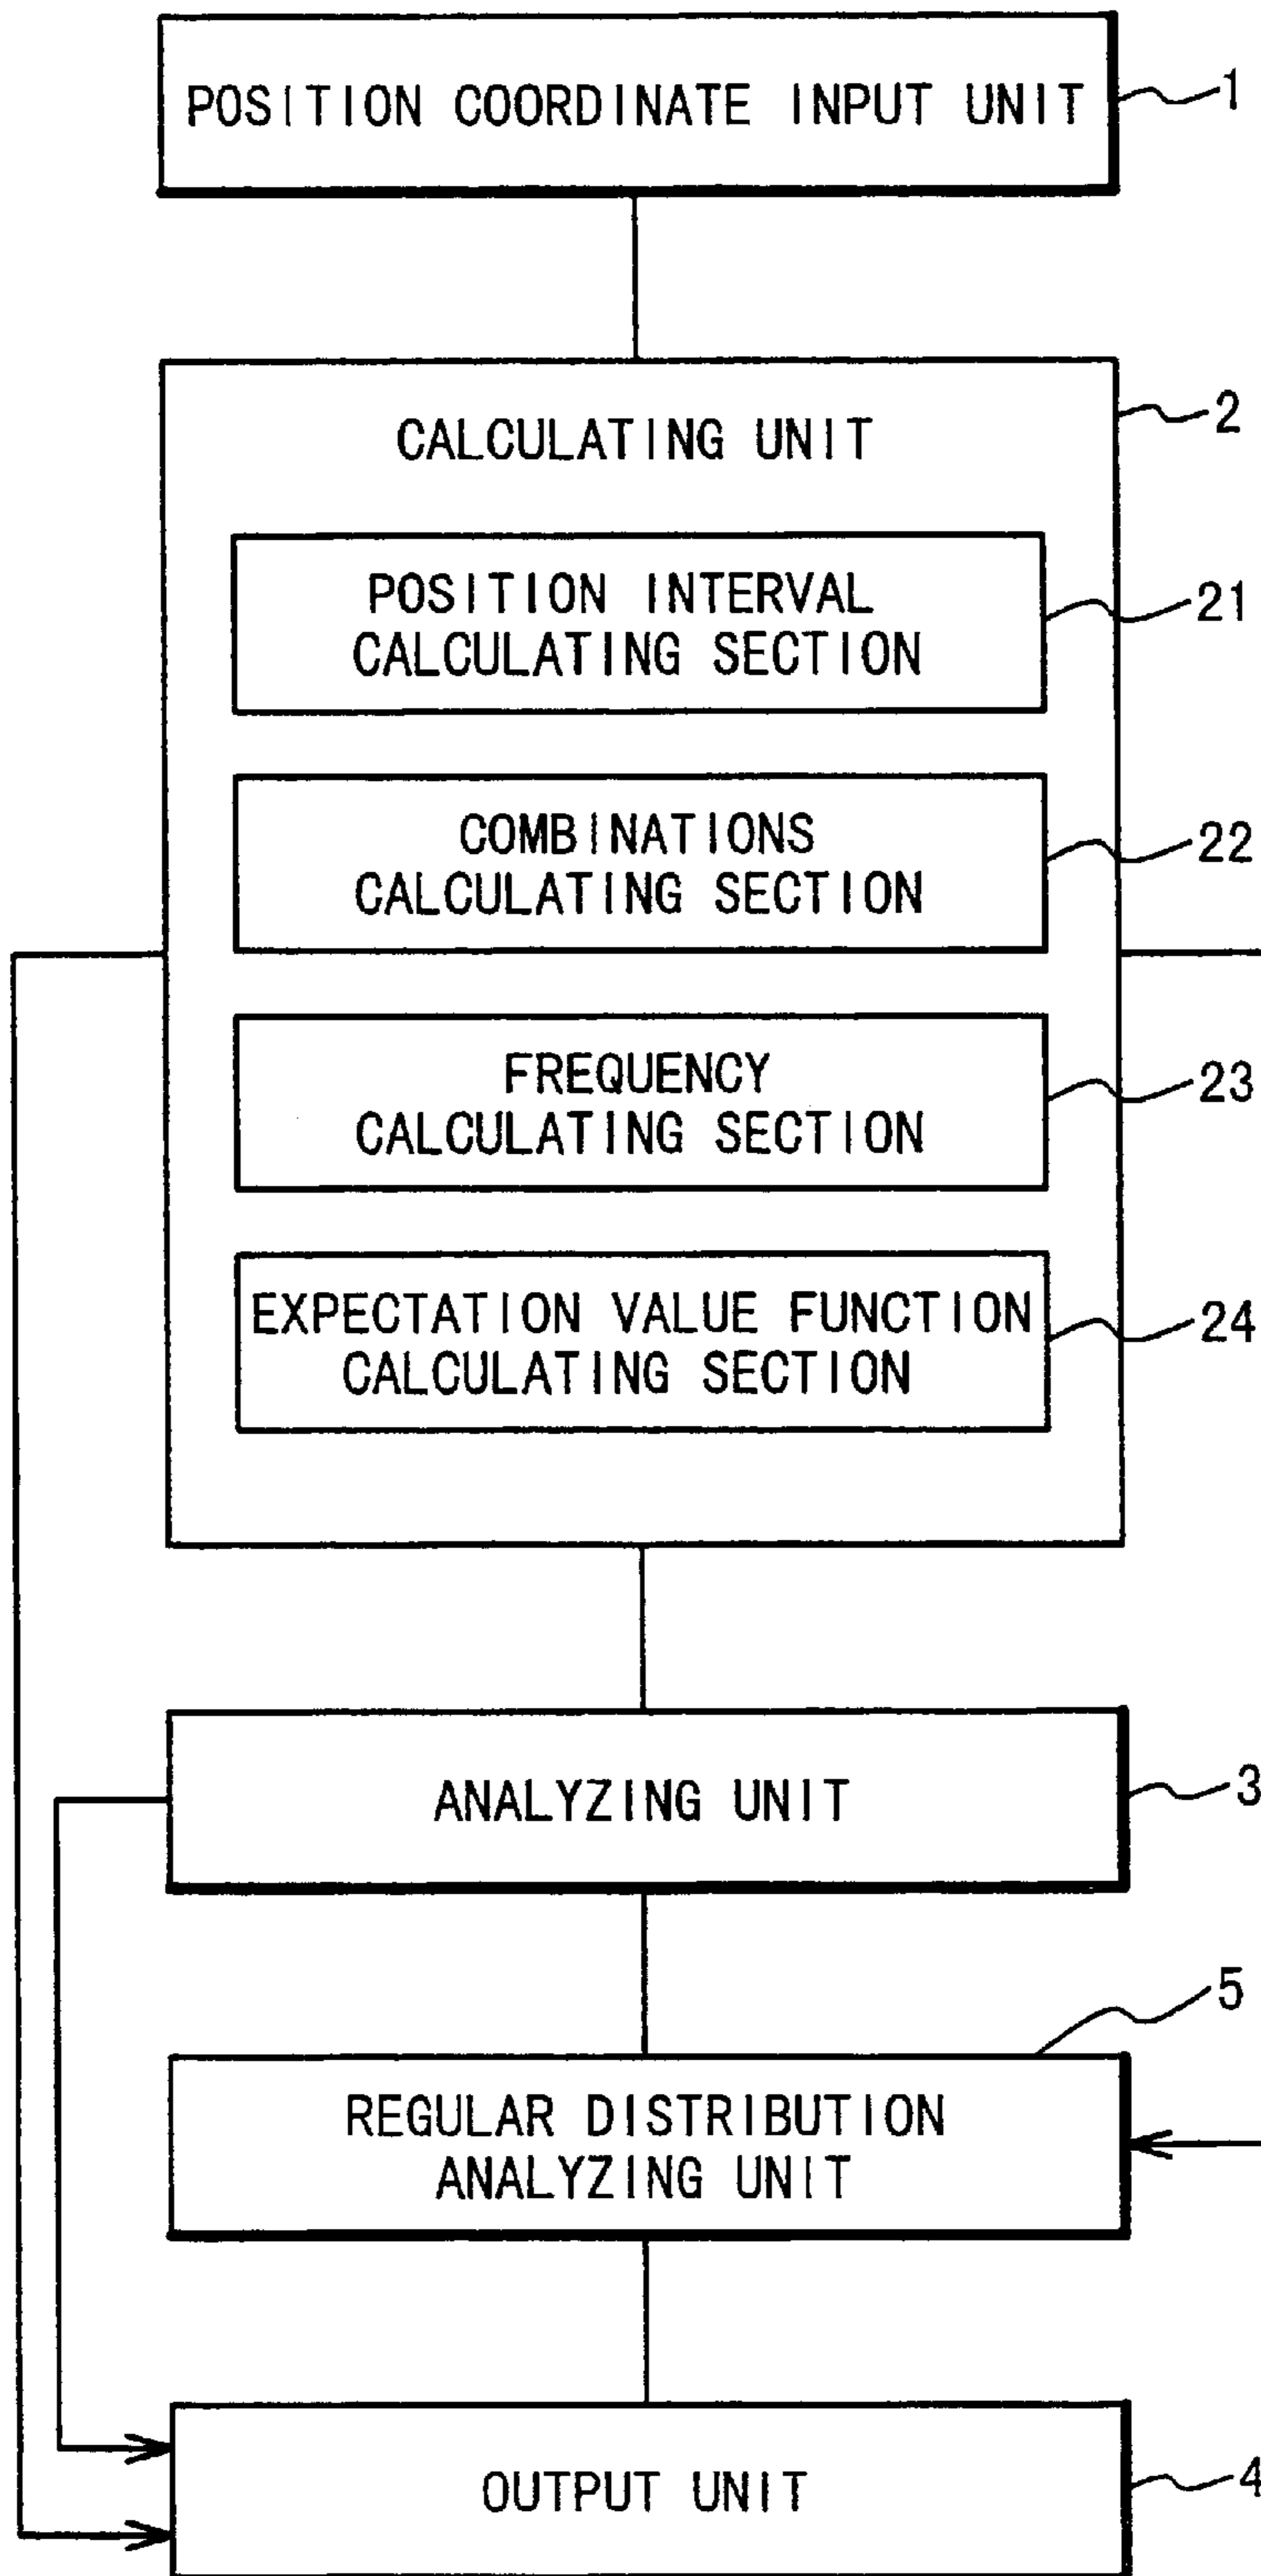 POSITION COORDINATE INPUT UNIT
1
CALCULATING UNIT
2
POSITION INTERVAL
CALCULATING SECTION
21
COMBINATIONS
CALCULATING SECTION
22
FREQUENCY
CALCULATING SECTION
23
EXPECTATION VALUE FUNCTION
CALCULATING SECTION
24
ANALYZING UNIT
3
5
REGULAR DISTRIBUTION
ANALYZING UNIT
OUTPUT UNIT
4